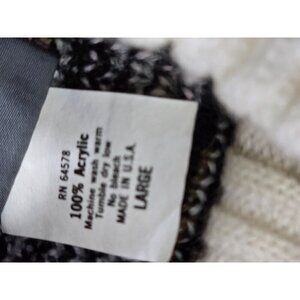 RN 64578
100% Acrylic
Machine wash warm
Tumble dry low
No bleach
MADE IN U.S.A.
LARGE